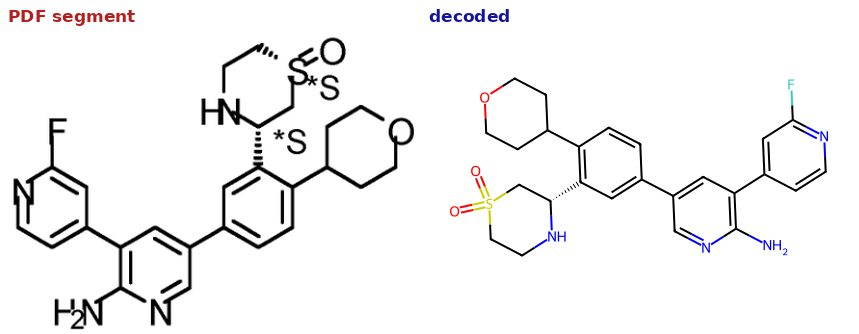 PDF segment
decoded
O
S
*S
HN
*S
O
F
N
H2N
N
F
O
N
O
O
S
NH
N
NH2